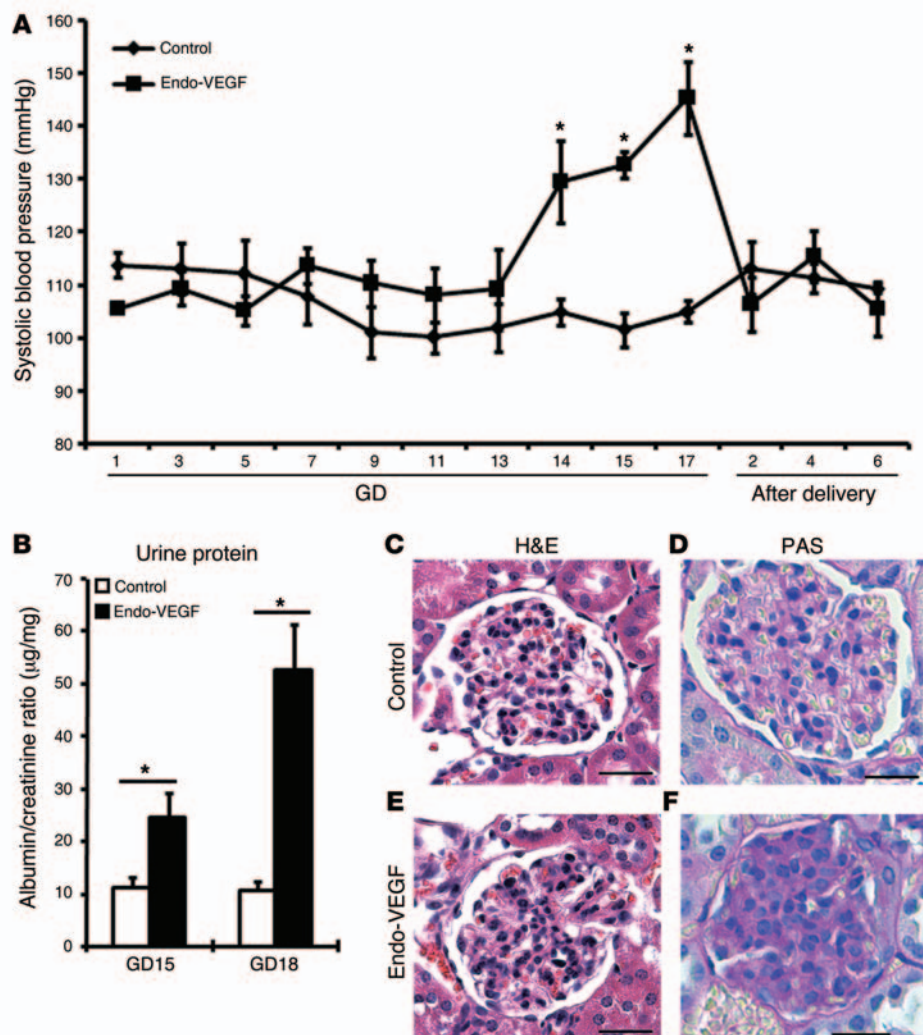 A
160
150
140
130
120
110
100
90
80
Systolic blood pressure (mmHg)
Control
Endo-VEGF
*
*
*
1 3 5 7 9 11 13 14 15 17 2 4 6
GD After delivery
B
Urine protein
70
60
50
40
30
20
10
0
Albumin/creatinine ratio (μg/mg)
Control
Endo-VEGF
*
*
GD15 GD18
C H&E D PAS
Control
E F
Endo-VEGF